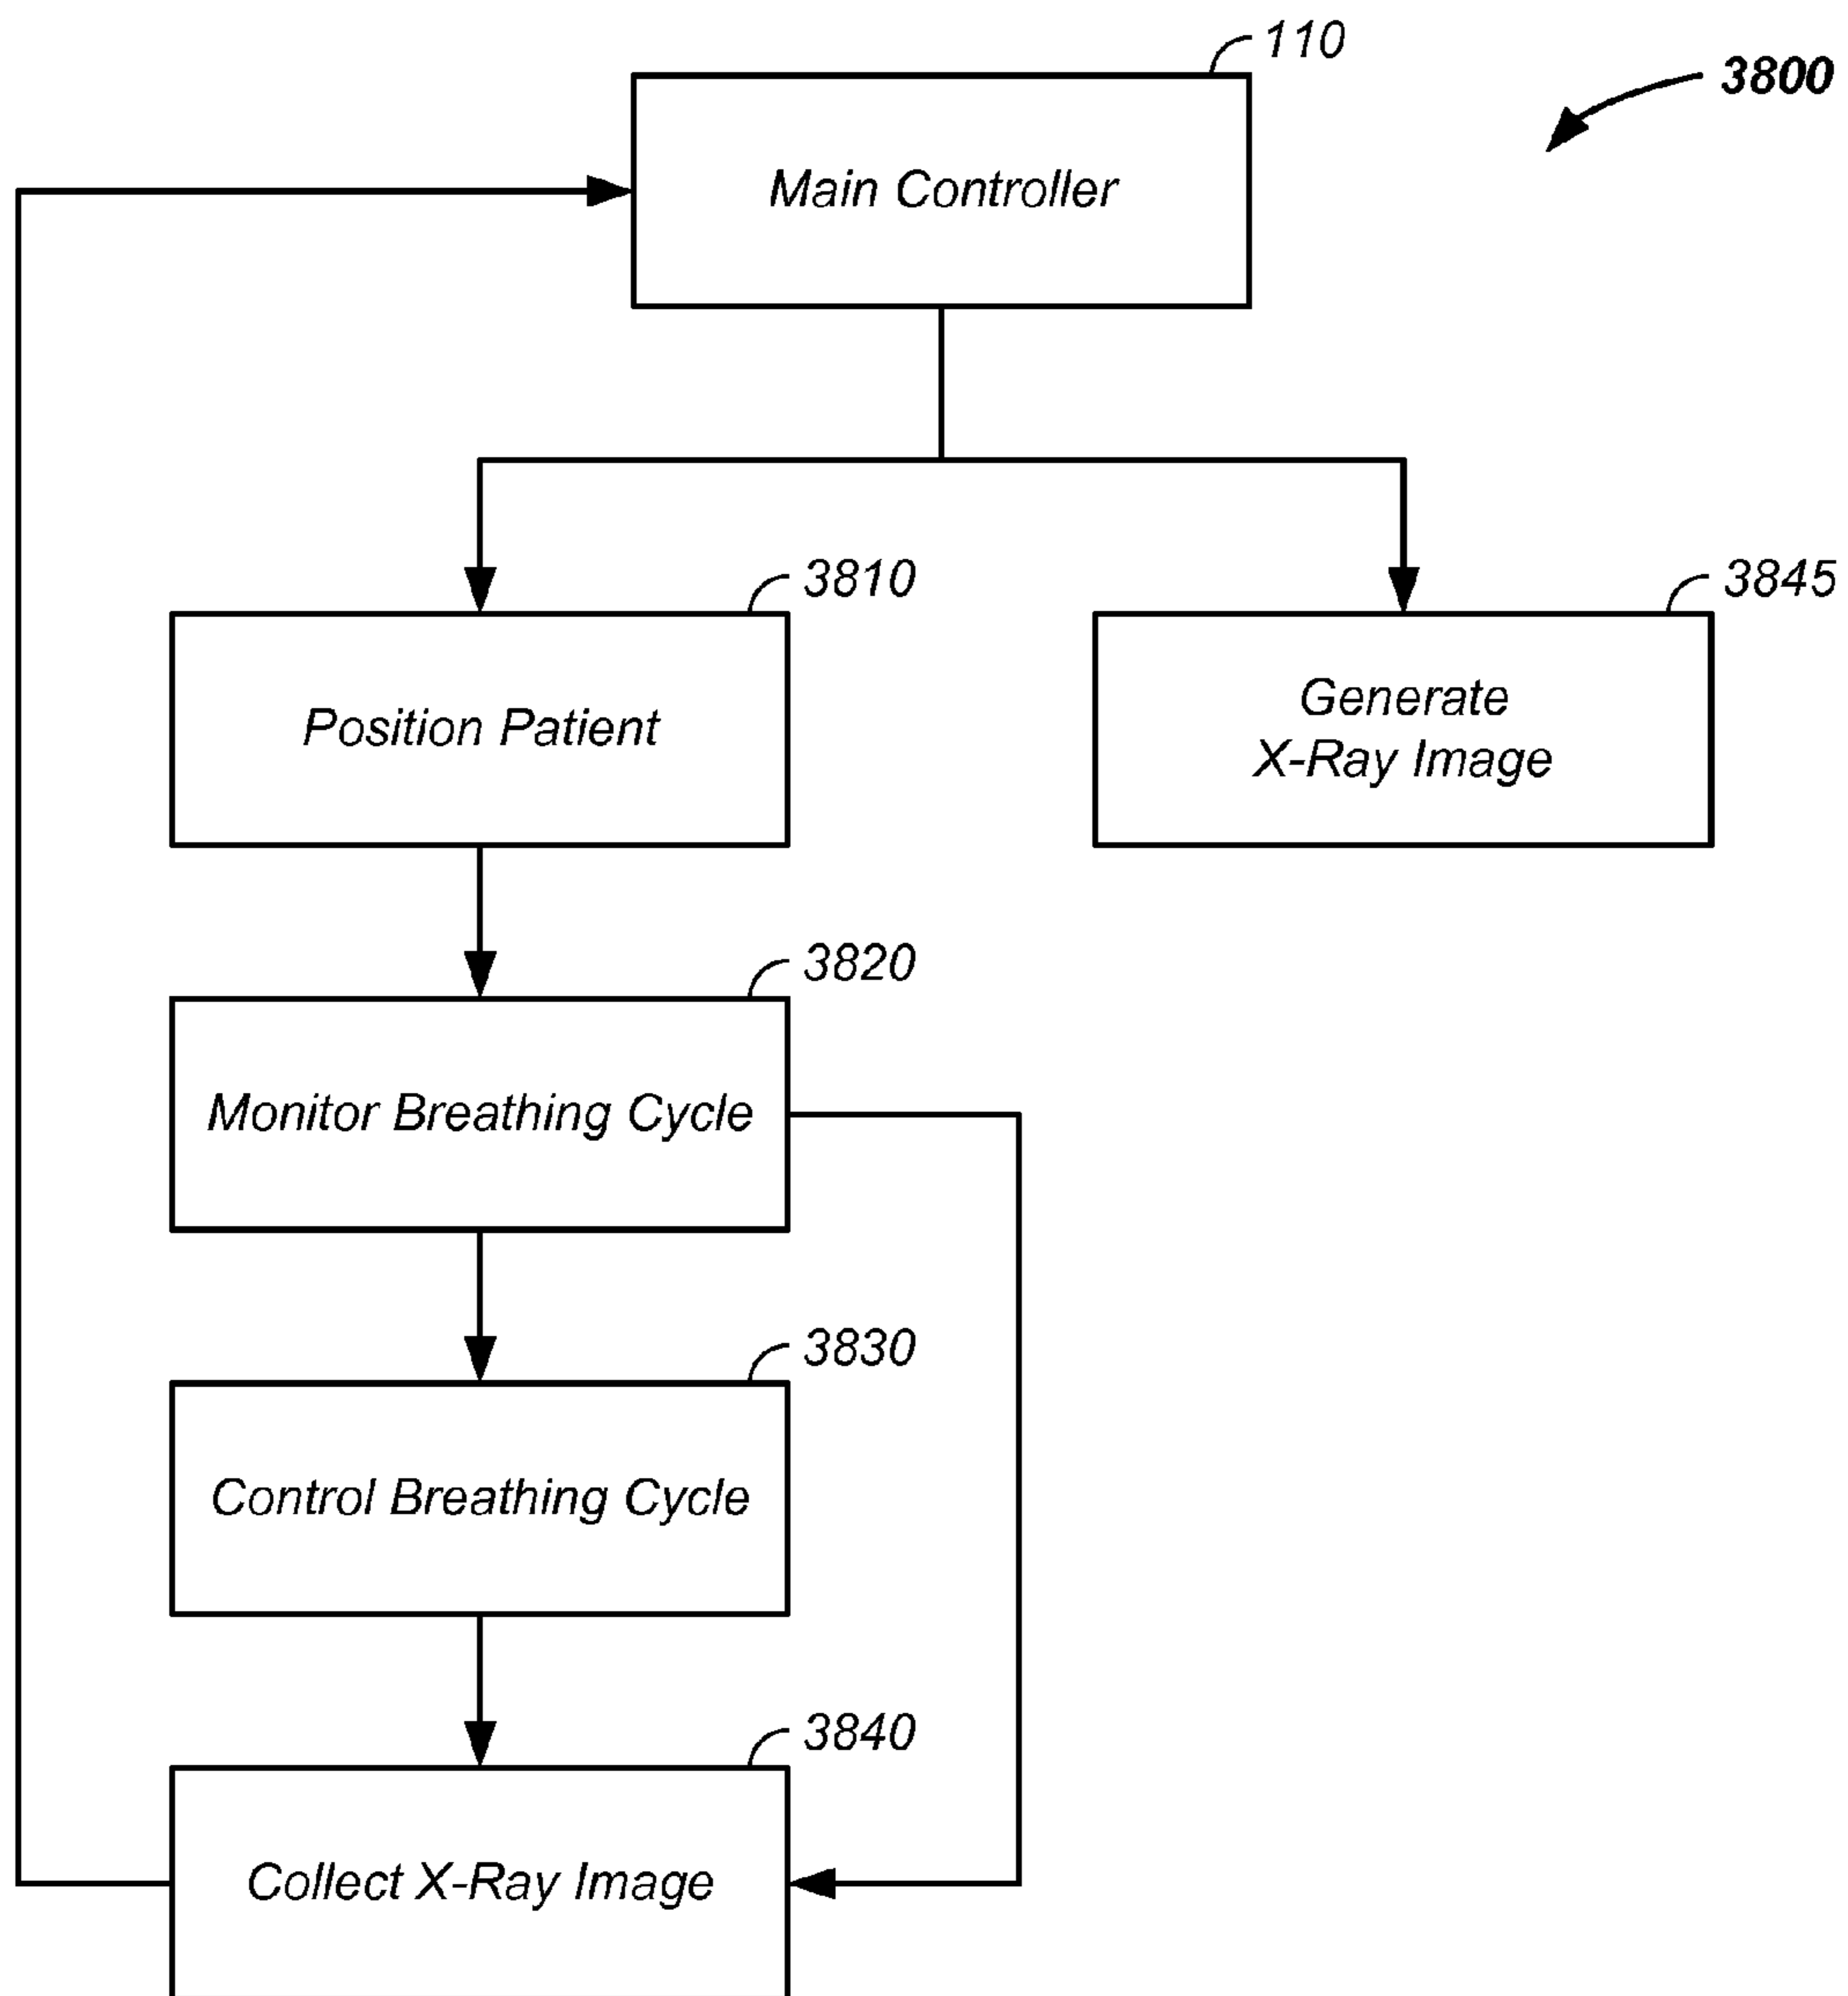 110
3800
Main Controller
3810
3845
Position Patient
Generate
X-Ray Image
3820
Monitor Breathing Cycle
3830
Control Breathing Cycle
3840
Collect X-Ray Image